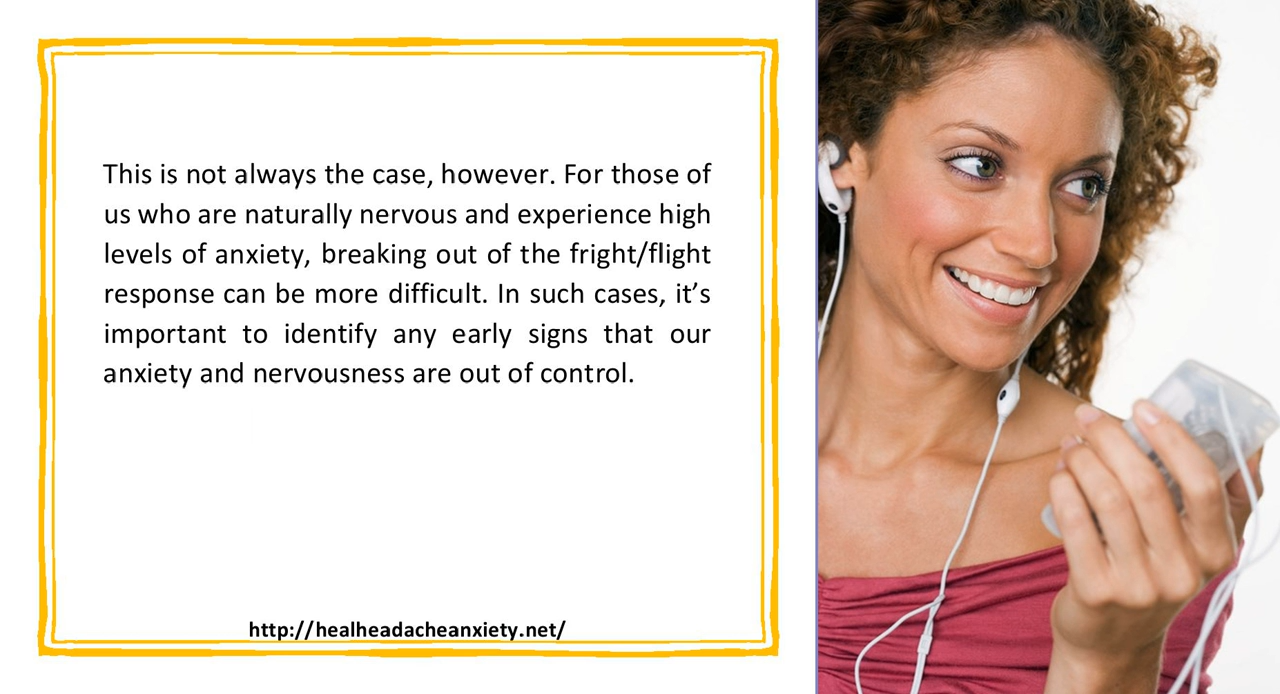 This is not always the case, however. For those of
us who are naturally nervous and experience high
levels of anxiety, breaking out of the fright/flight
response can be more difficult. In such cases, it’s
important to identify any early signs that our
anxiety and nervousness are out of control.
http://healheadacheanxiety.net/